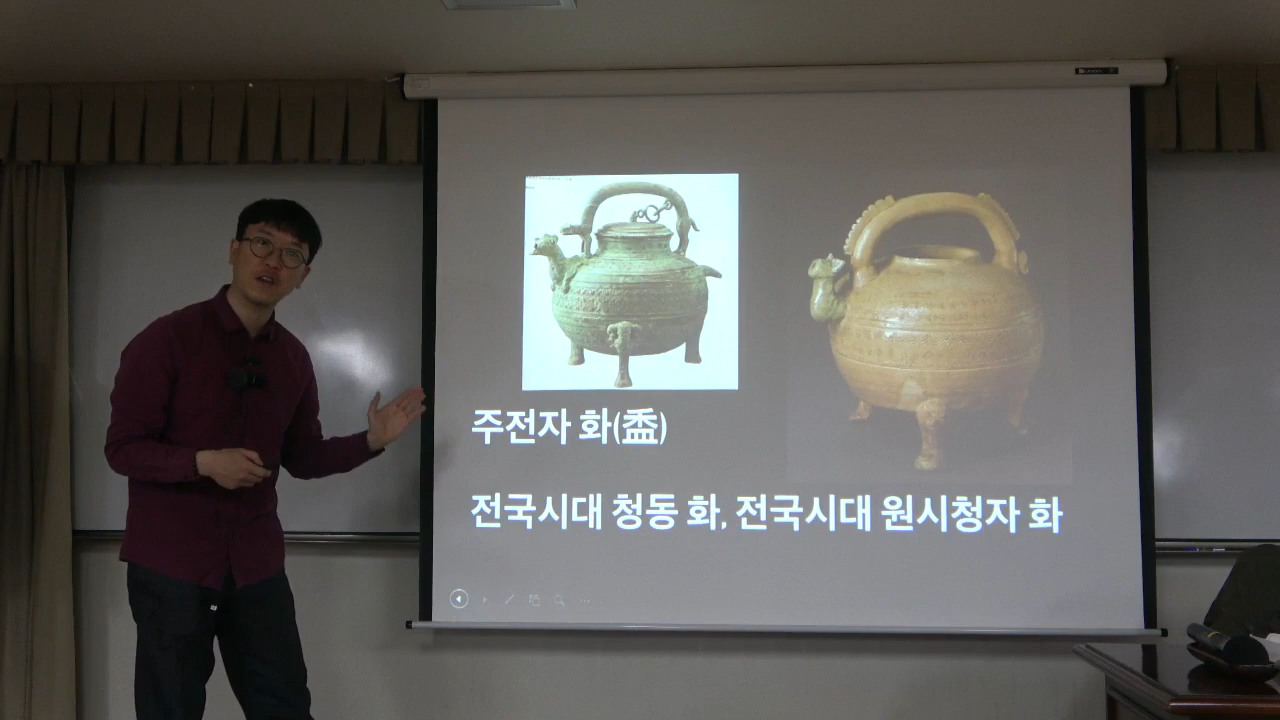 주전자 화(盉)
전국시대 청동 화, 전국시대 원시청자 화